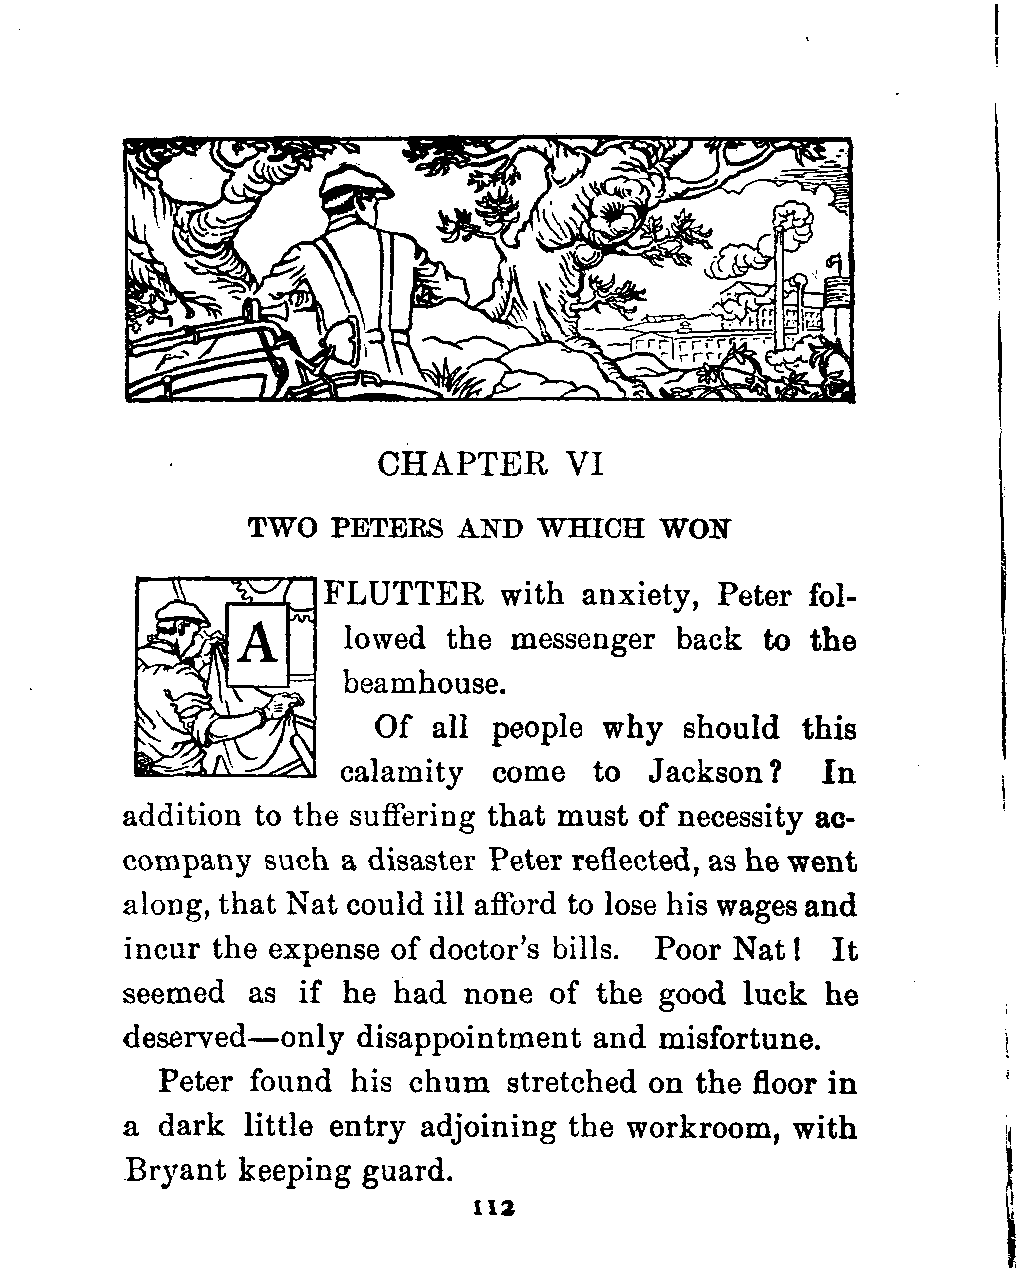 CHAPTER VI
TWO PETERS AND WHICH WON
A FLUTTER with anxiety, Peter fol-
lowed the messenger back to the
beamhouse.
Of all people why should this
calamity come to Jackson? In
addition to the suffering that must of necessity ac-
company such a disaster Peter reflected, as he went
along, that Nat could ill afford to lose his wages and
incur the expense of doctor's bills. Poor Nat! It
seemed as if he had none of the good luck he
deserved—only disappointment and misfortune.
Peter found his chum stretched on the floor in
a dark little entry adjoining the workroom, with
Bryant keeping guard.
112